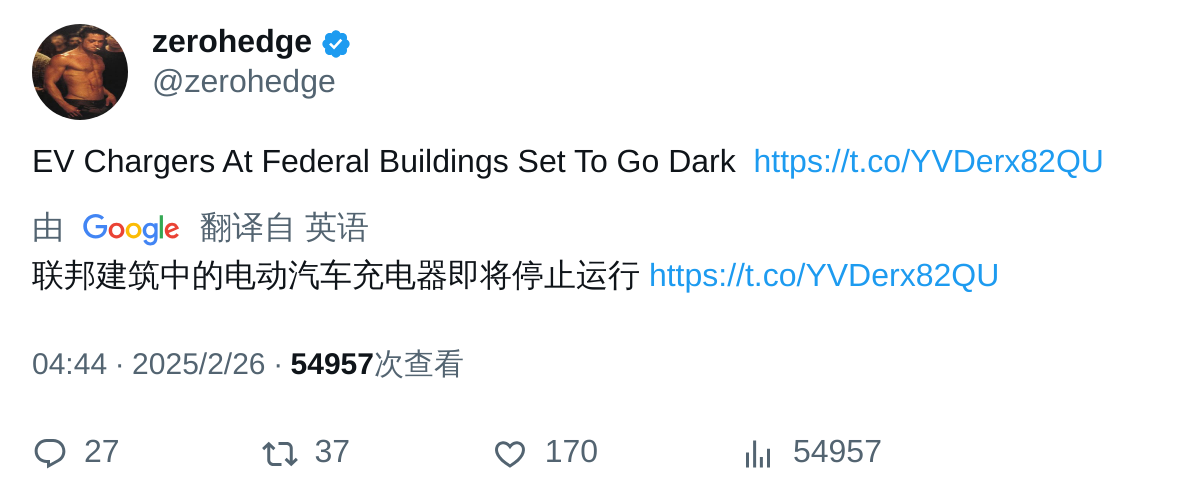 zerohedge
@zerohedge
EV Chargers At Federal Buildings Set To Go Dark https://t.co/YVDerx82QU
由 Google 翻译自 英语
联邦建筑中的电动汽车充电器即将停止运行 https://t.co/YVDerx82QU
04:44 · 2025/2/26 · 54957次查看
27 37 170 54957